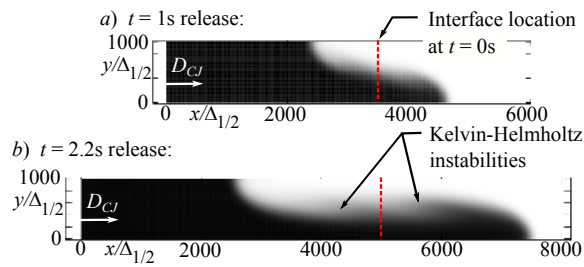 a) t = 1s release:
Interface location
at t = 0s
1000
y/Δ1/2
0
DCJ
0
2000
4000
6000
x/Δ1/2
b) t = 2.2s release:
Kelvin-Helmholtz
instabilities
1000
y/Δ1/2
0
DCJ
0
2000
4000
6000
8000
x/Δ1/2